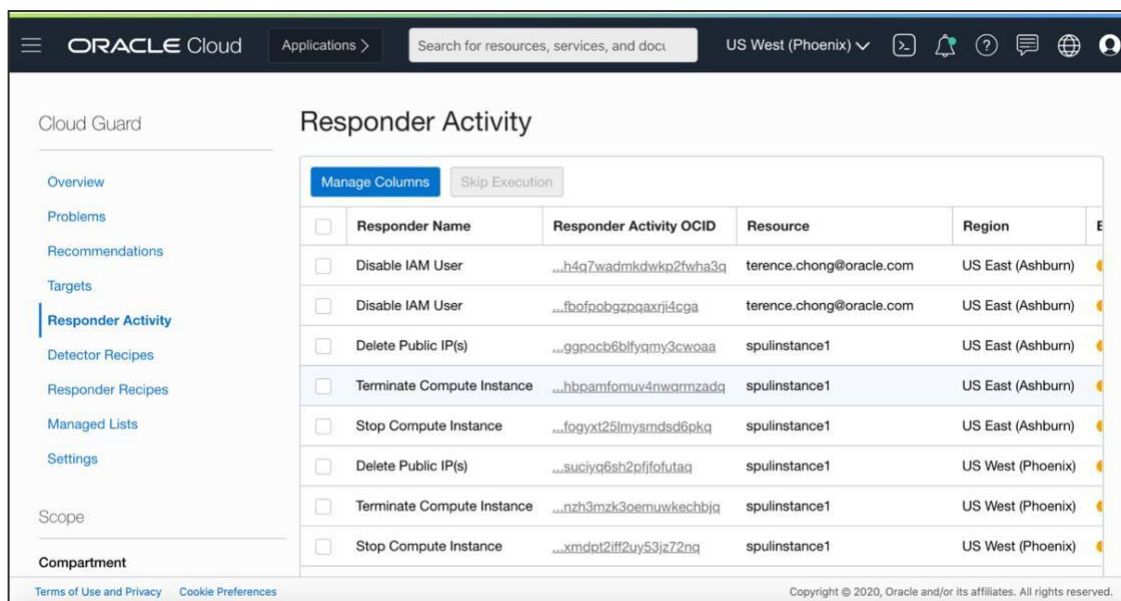 ORACLE Cloud Applications > Search for resources, services, and docu US West (Phoenix)
Cloud Guard
Overview
Problems
Recommendations
Targets
Responder Activity
Detector Recipes
Responder Recipes
Managed Lists
Settings
Scope
Compartment
Responder Activity
Manage Columns Skip Execution
Responder Name Responder Activity OCID Resource Region E
Disable IAM User ...h4q7wadmkdwkp2fwha3q terence.chong@oracle.com US East (Ashburn)
Disable IAM User ...fbofpobgzpqaxrji4cga terence.chong@oracle.com US East (Ashburn)
Delete Public IP(s) ...ggpocb6blfyqmy3cwoaa spulinstance1 US East (Ashburn)
Terminate Compute Instance ...hbpamfomuv4nwqrmzadq spulinstance1 US East (Ashburn)
Stop Compute Instance ...fogyxt25lmysmdsd6pkq spulinstance1 US East (Ashburn)
Delete Public IP(s) ...suciyq6sh2pfjfofutaq spulinstance1 US West (Phoenix)
Terminate Compute Instance ...nzh3mzk3oemuwkechbjq spulinstance1 US West (Phoenix)
Stop Compute Instance ...xmdpt2iff2uy53jz72nq spulinstance1 US West (Phoenix)
Terms of Use and Privacy Cookie Preferences Copyright © 2020, Oracle and/or its affiliates. All rights reserved.